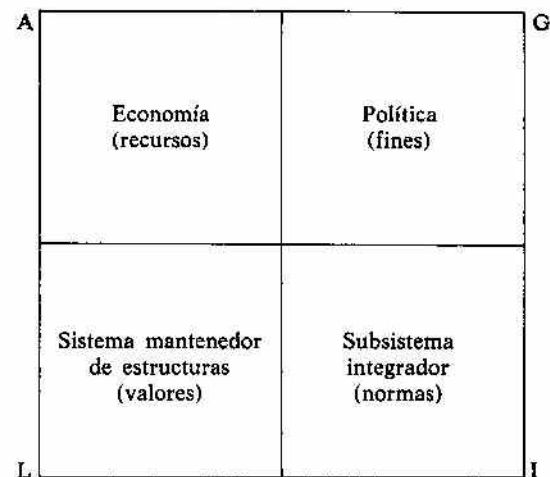 A G
Economía Política
(recursos) (fines)
Sistema mantenedor Subsistema
de estructuras integrador
(valores) (normas)
L I